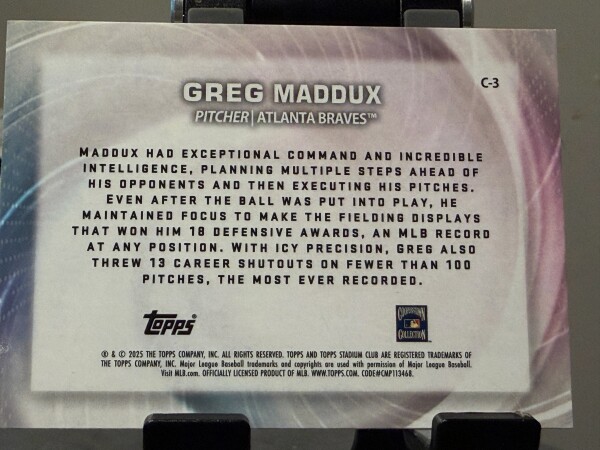 C-3
GREG MADDUX
PITCHER | ATLANTA BRAVES™
MADDUX HAD EXCEPTIONAL COMMAND AND INCREDIBLE
INTELLIGENCE, PLANNING MULTIPLE STEPS AHEAD OF
HIS OPPONENTS AND THEN EXECUTING HIS PITCHES.
EVEN AFTER THE BALL WAS PUT INTO PLAY, HE
MAINTAINED FOCUS TO MAKE THE FIELDING DISPLAYS
THAT WON HIM 18 DEFENSIVE AWARDS, AN MLB RECORD
AT ANY POSITION. WITH ICY PRECISION, GREG ALSO
THREW 13 CAREER SHUTOUTS ON FEWER THAN 100
PITCHES, THE MOST EVER RECORDED.
Topps
COOPERSTOWN
COLLECTION
® & © 2025 THE TOPPS COMPANY, INC. ALL RIGHTS RESERVED. TOPPS AND TOPPS STADIUM CLUB ARE REGISTERED TRADEMARKS OF
THE TOPPS COMPANY, INC. Major League Baseball trademarks and copyrights are used with permission of Major League Baseball.
Visit MLB.com. OFFICIALLY LICENSED PRODUCT OF MLB. WWW.TOPPS.COM. CODE#CMP113468.